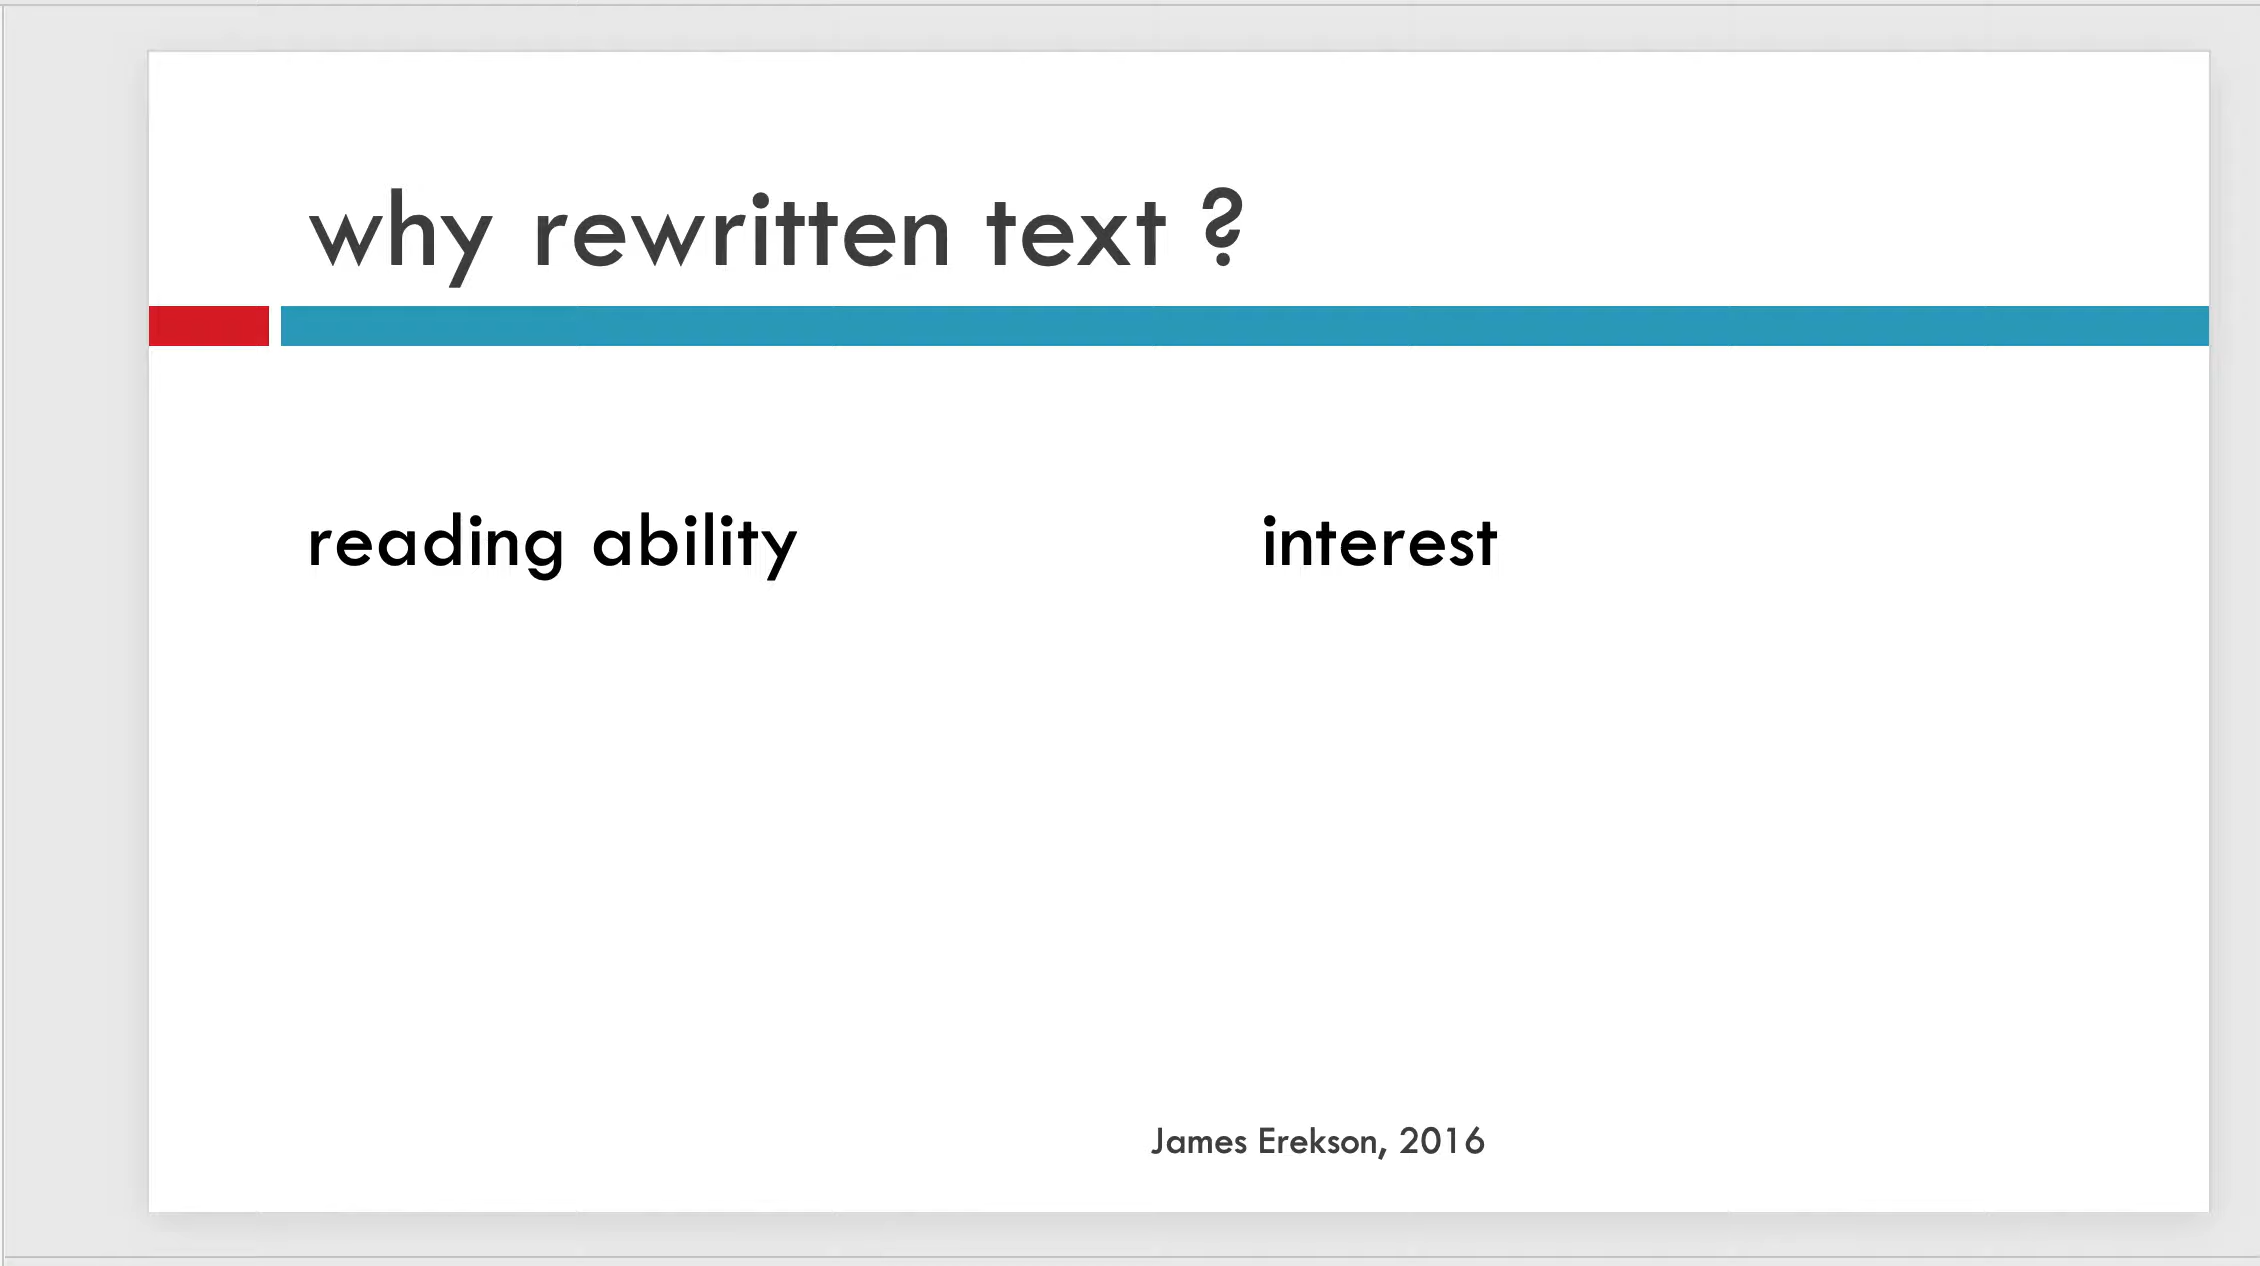 why rewritten text ?
reading ability
interest
James Erekson, 2016